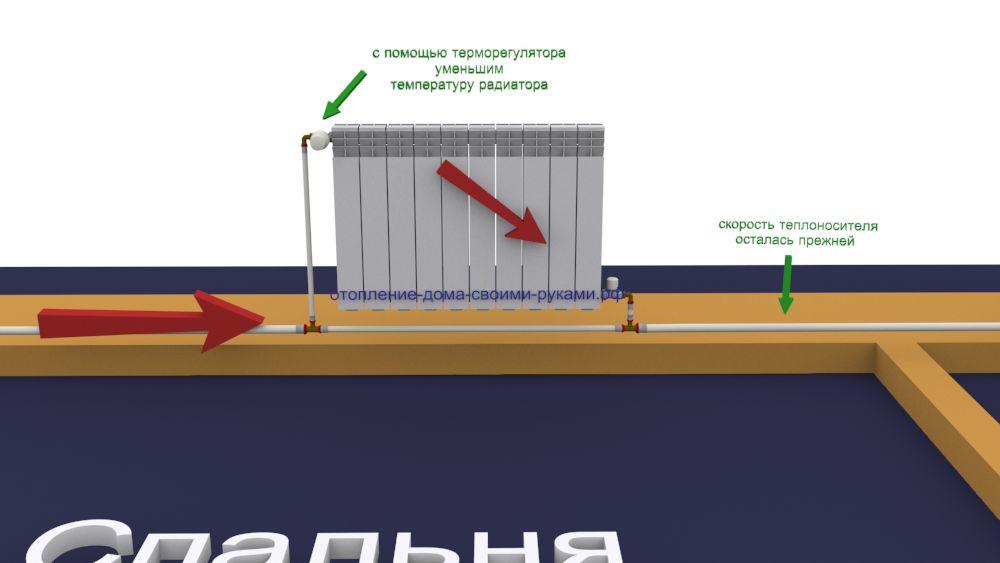 с помощью терморегулятора
уменьшим
температуру радиатора
скорость теплоносителя
осталась прежней
отопление-дома-своими-руками.рф
Спальня